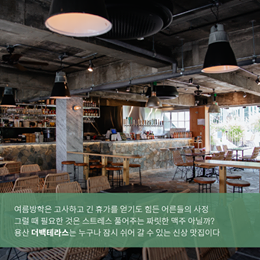 여름방학은 고사하고 긴 휴가를 얻기도 힘든 어른들의 사정
그럴 때 필요한 것은 스트레스 풀어주는 짜릿한 맥주 아닐까?
용산 더백테라스는 누구나 잠시 쉬어 갈 수 있는 신상 맛집이다